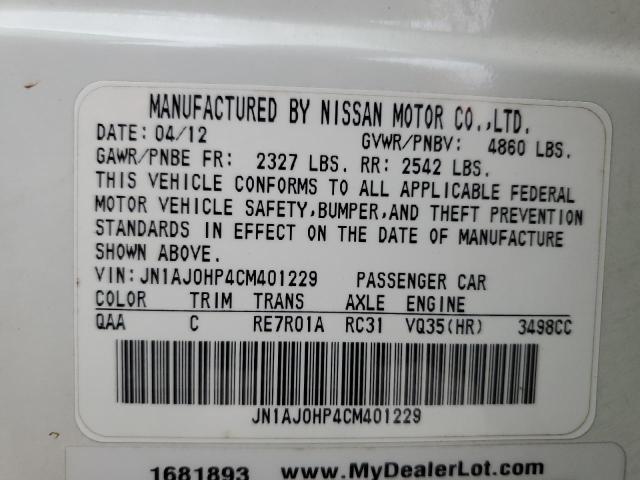 MANUFACTURED BY NISSAN MOTOR CO.,LTD.
DATE: 04/12 GVWR/PNBV: 4860 LBS.
GAWR/PNBE FR: 2327 LBS. RR: 2542 LBS.
THIS VEHICLE CONFORMS TO ALL APPLICABLE FEDERAL
MOTOR VEHICLE SAFETY,BUMPER,AND THEFT PREVENTION
STANDARDS IN EFFECT ON THE DATE OF MANUFACTURE
SHOWN ABOVE.
VIN: JN1AJ0HP4CM401229 PASSENGER CAR
COLOR TRIM TRANS AXLE ENGINE
QAA C RE7R01A RC31 VQ35(HR) 3498CC
JN1AJ0HP4CM401229
1681893 www.MyDealerLot.com